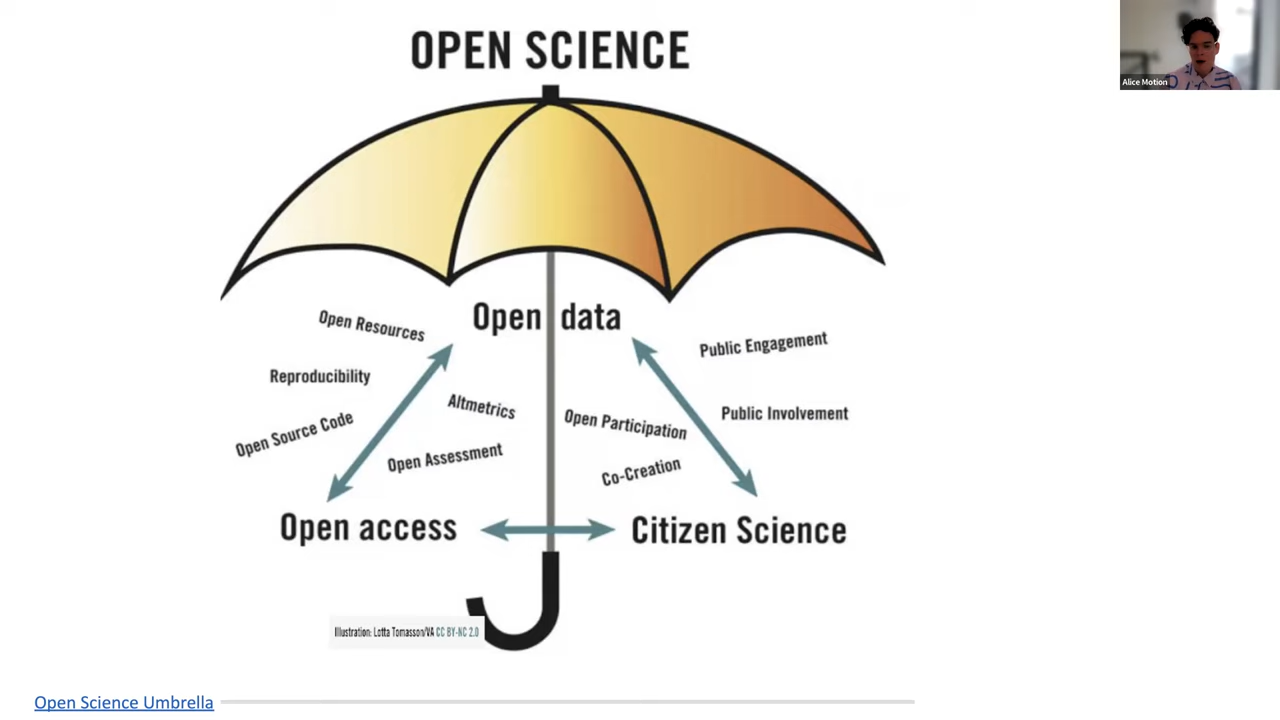 OPEN SCIENCE
Alice Motion
Open data
Open Resources
Public Engagement
Reproducibility
Altmetrics
Open Participation
Public Involvement
Open Source Code
Open Assessment
Co-Creation
Open access
Citizen Science
Illustration: Lotta Tomasson/VA CC BY-NC 2.0
Open Science Umbrella